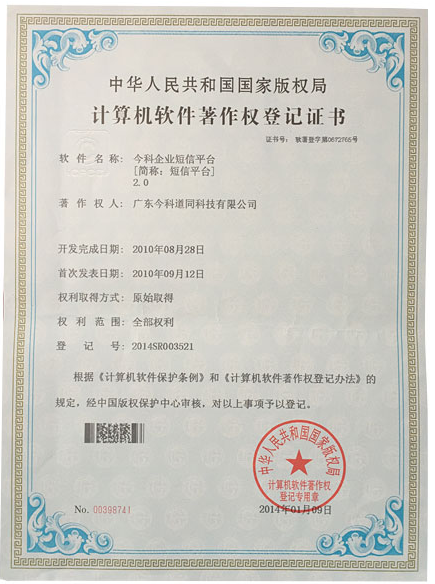 中华人民共和国国家版权局
计算机软件著作权登记证书
证书号： 软著登字第0672765号
软件名称： 今科企业短信平台
[简称：短信平台]
2.0
著作权人： 广东今科道同科技有限公司
开发完成日期： 2010年08月28日
首次发表日期： 2010年09月12日
权利取得方式： 原始取得
权利范围： 全部权利
登记号： 2014SR003521
根据《计算机软件保护条例》和《计算机软件著作权登记办法》的
规定，经中国版权保护中心审核，对以上事项予以登记。
中华人民共和国国家版权局
计算机软件著作权
登记专用章
No. 00398741
2014年01月09日